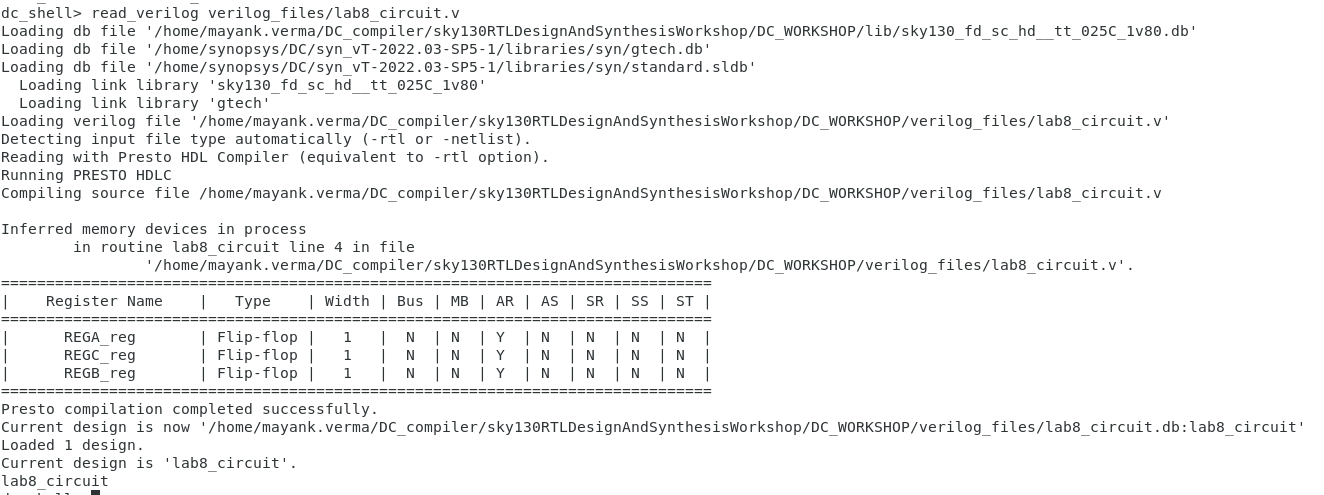 dc_shell> read_verilog verilog_files/lab8_circuit.v
Loading db file '/home/mayank.verma/DC_compiler/sky130RTLDesignAndSynthesisWorkshop/DC_WORKSHOP/lib/sky130_fd_sc_hd__tt_025C_1v80.db'
Loading db file '/home/synopsys/DC/syn_vT-2022.03-SP5-1/libraries/syn/gtech.db'
Loading db file '/home/synopsys/DC/syn_vT-2022.03-SP5-1/libraries/syn/standard.sldb'
  Loading link library 'sky130_fd_sc_hd__tt_025C_1v80'
  Loading link library 'gtech'
Loading verilog file '/home/mayank.verma/DC_compiler/sky130RTLDesignAndSynthesisWorkshop/DC_WORKSHOP/verilog_files/lab8_circuit.v'
Detecting input file type automatically (-rtl or -netlist).
Reading with Presto HDL Compiler (equivalent to -rtl option).
Running PRESTO HDLC
Compiling source file /home/mayank.verma/DC_compiler/sky130RTLDesignAndSynthesisWorkshop/DC_WORKSHOP/verilog_files/lab8_circuit.v

Inferred memory devices in process
        in routine lab8_circuit line 4 in file
                '/home/mayank.verma/DC_compiler/sky130RTLDesignAndSynthesisWorkshop/DC_WORKSHOP/verilog_files/lab8_circuit.v'.
===============================================================================
|    Register Name    |   Type    | Width | Bus | MB | AR | AS | SR | SS | ST |
===============================================================================
|      REGA_reg       | Flip-flop |   1   |  N  | N  | Y  | N  | N  | N  | N  |
|      REGC_reg       | Flip-flop |   1   |  N  | N  | Y  | N  | N  | N  | N  |
|      REGB_reg       | Flip-flop |   1   |  N  | N  | Y  | N  | N  | N  | N  |
===============================================================================
Presto compilation completed successfully.
Current design is now '/home/mayank.verma/DC_compiler/sky130RTLDesignAndSynthesisWorkshop/DC_WORKSHOP/verilog_files/lab8_circuit.db:lab8_circuit'
Loaded 1 design.
Current design is 'lab8_circuit'.
lab8_circuit